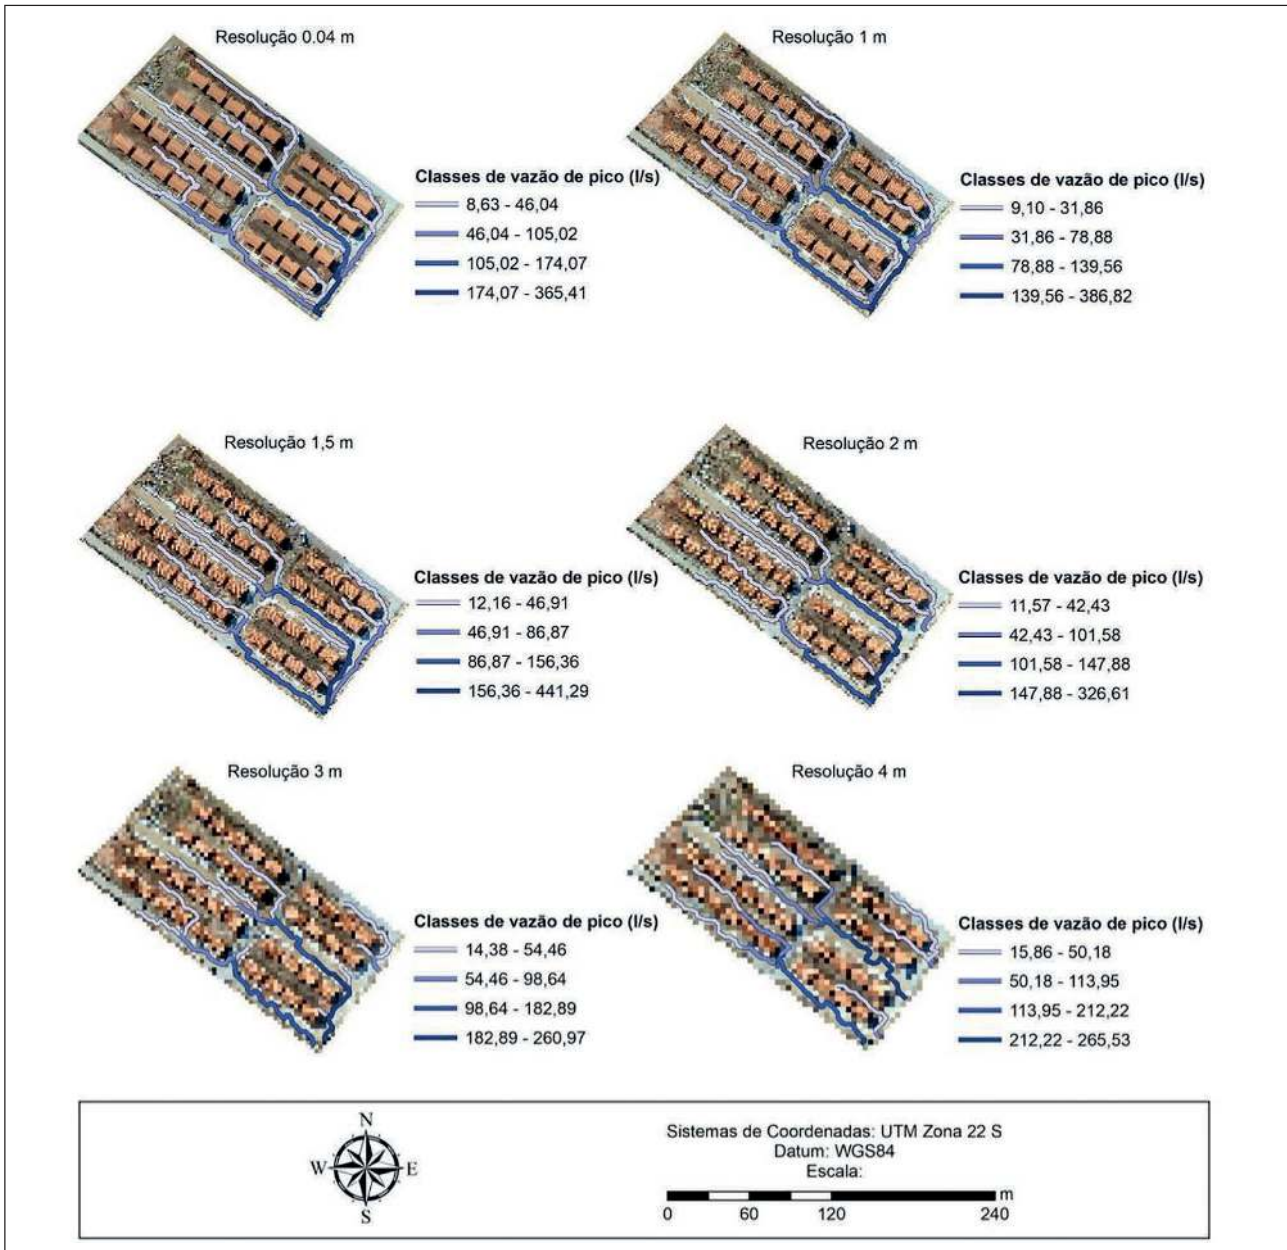 Resolução 0.04 m
Classes de vazão de pico (l/s)
8,63 - 46,04
46,04 - 105,02
105,02 - 174,07
174,07 - 365,41
Resolução 1 m
Classes de vazão de pico (l/s)
9,10 - 31,86
31,86 - 78,88
78,88 - 139,56
139,56 - 386,82
Resolução 1,5 m
Classes de vazão de pico (l/s)
12,16 - 46,91
46,91 - 86,87
86,87 - 156,36
156,36 - 441,29
Resolução 2 m
Classes de vazão de pico (l/s)
11,57 - 42,43
42,43 - 101,58
101,58 - 147,88
147,88 - 326,61
Resolução 3 m
Classes de vazão de pico (l/s)
14,38 - 54,46
54,46 - 98,64
98,64 - 182,89
182,89 - 260,97
Resolução 4 m
Classes de vazão de pico (l/s)
15,86 - 50,18
50,18 - 113,95
113,95 - 212,22
212,22 - 265,53
N
W E
S
Sistemas de Coordenadas: UTM Zona 22 S
Datum: WGS84
Escala:
m
0 60 120 240